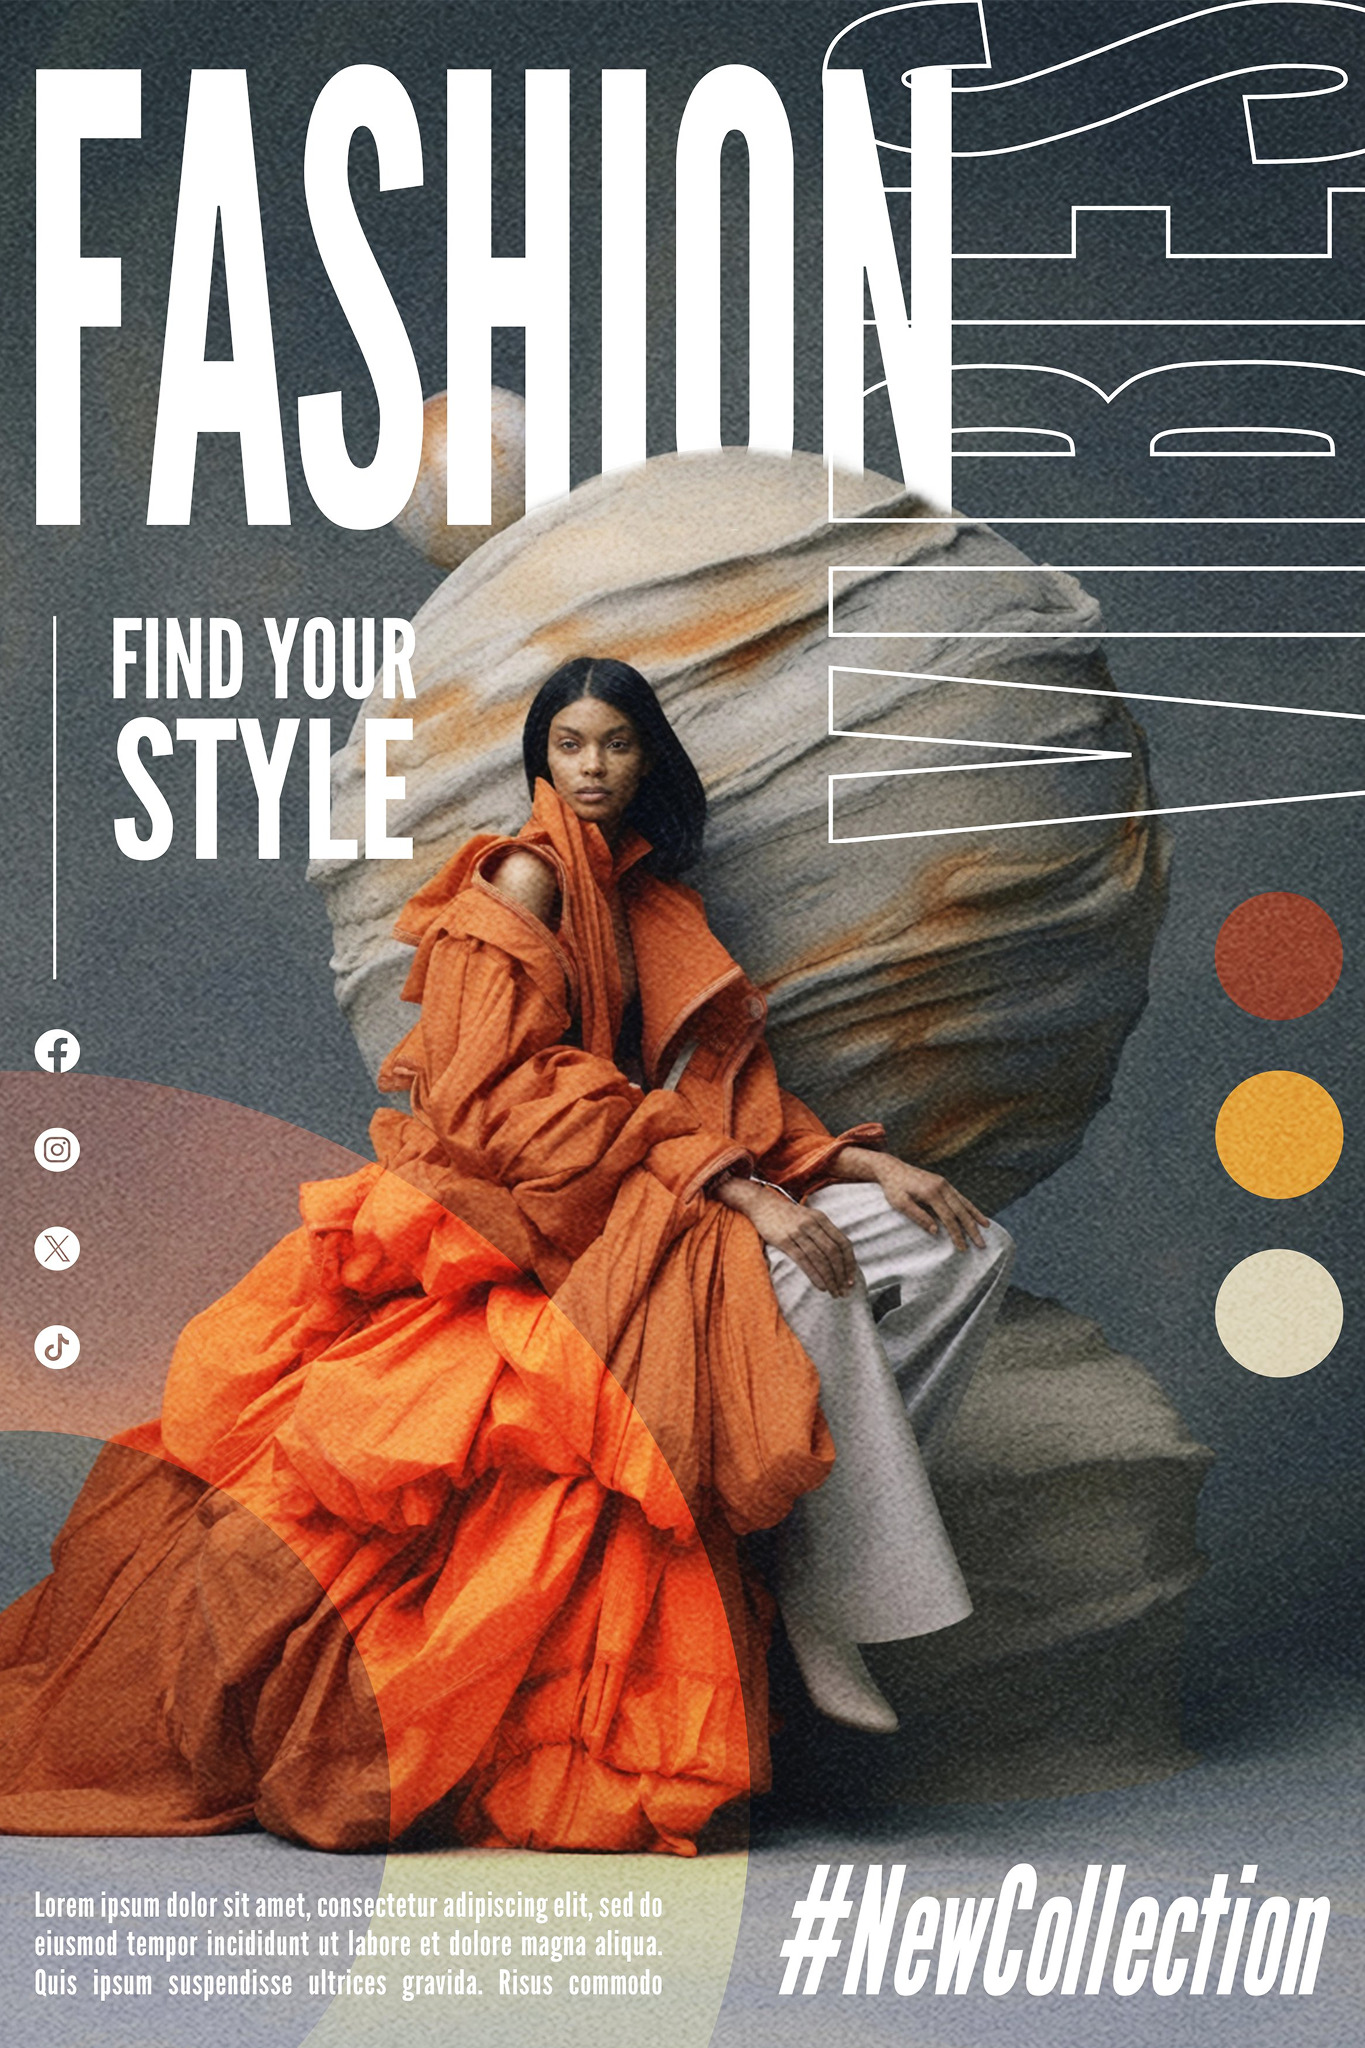 FASHION
VIBES
FIND YOUR
STYLE
Lorem ipsum dolor sit amet, consectetur adipiscing elit, sed do
eiusmod tempor incididunt ut labore et dolore magna aliqua.
Quis ipsum suspendisse ultrices gravida. Risus commodo
#NewCollection